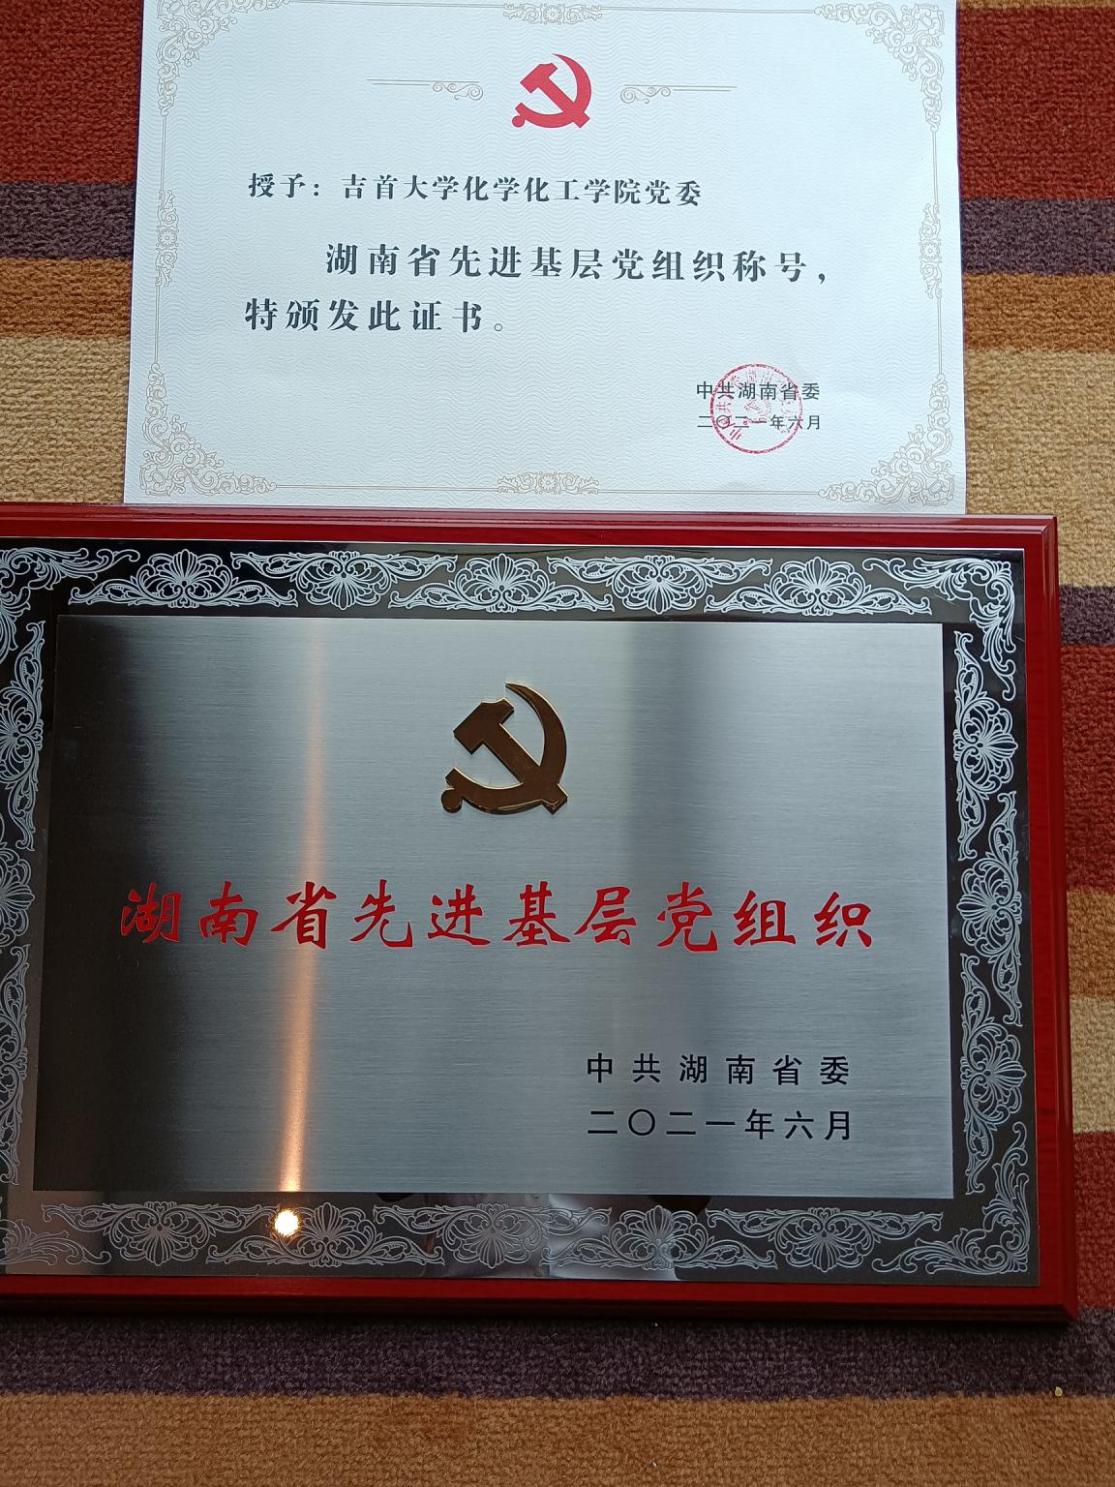 授予：吉首大学化学化工学院党委
湖南省先进基层党组织称号，
特颁发此证书。
中共湖南省委
二〇二一年六月
湖南省先进基层党组织
中共湖南省委
二〇二一年六月